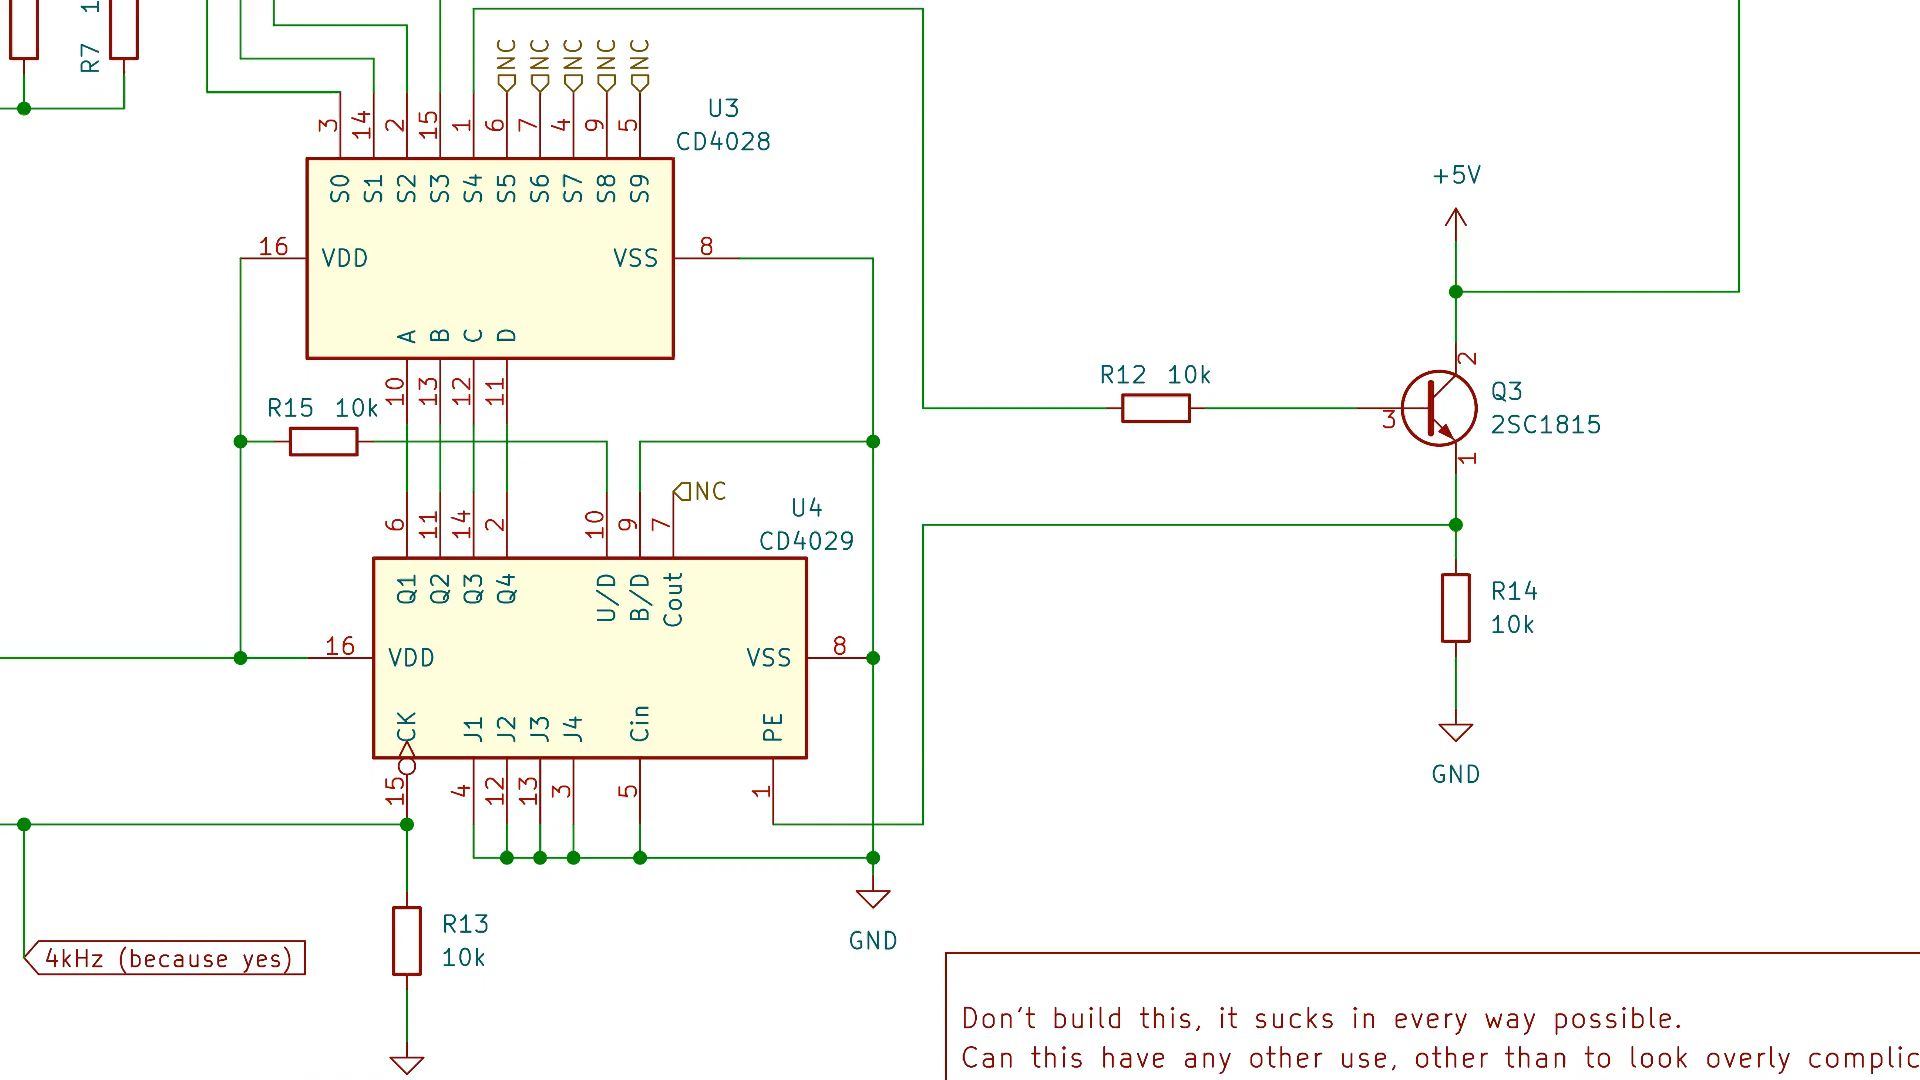 R7 1
NC NC NC NC NC
3 14 2 15 1 6 7 4 9 5
U3
CD4028
S0 S1 S2 S3 S4 S5 S6 S7 S8 S9
+5V
16 VDD VSS 8
A B C D
10 13 12 11
R15 10k
R12 10k
2
3
1
Q3
2SC1815
NC
6 11 14 2 10 9 7
U4
CD4029
Q1 Q2 Q3 Q4 U/D B/D Cout
R14
10k
16 VDD VSS 8
CK J1 J2 J3 J4 Cin PE
15 4 12 13 3 5 1
GND
R13
10k
GND
4kHz (because yes)
Don't build this, it sucks in every way possible.
Can this have any other use, other than to look overly complic